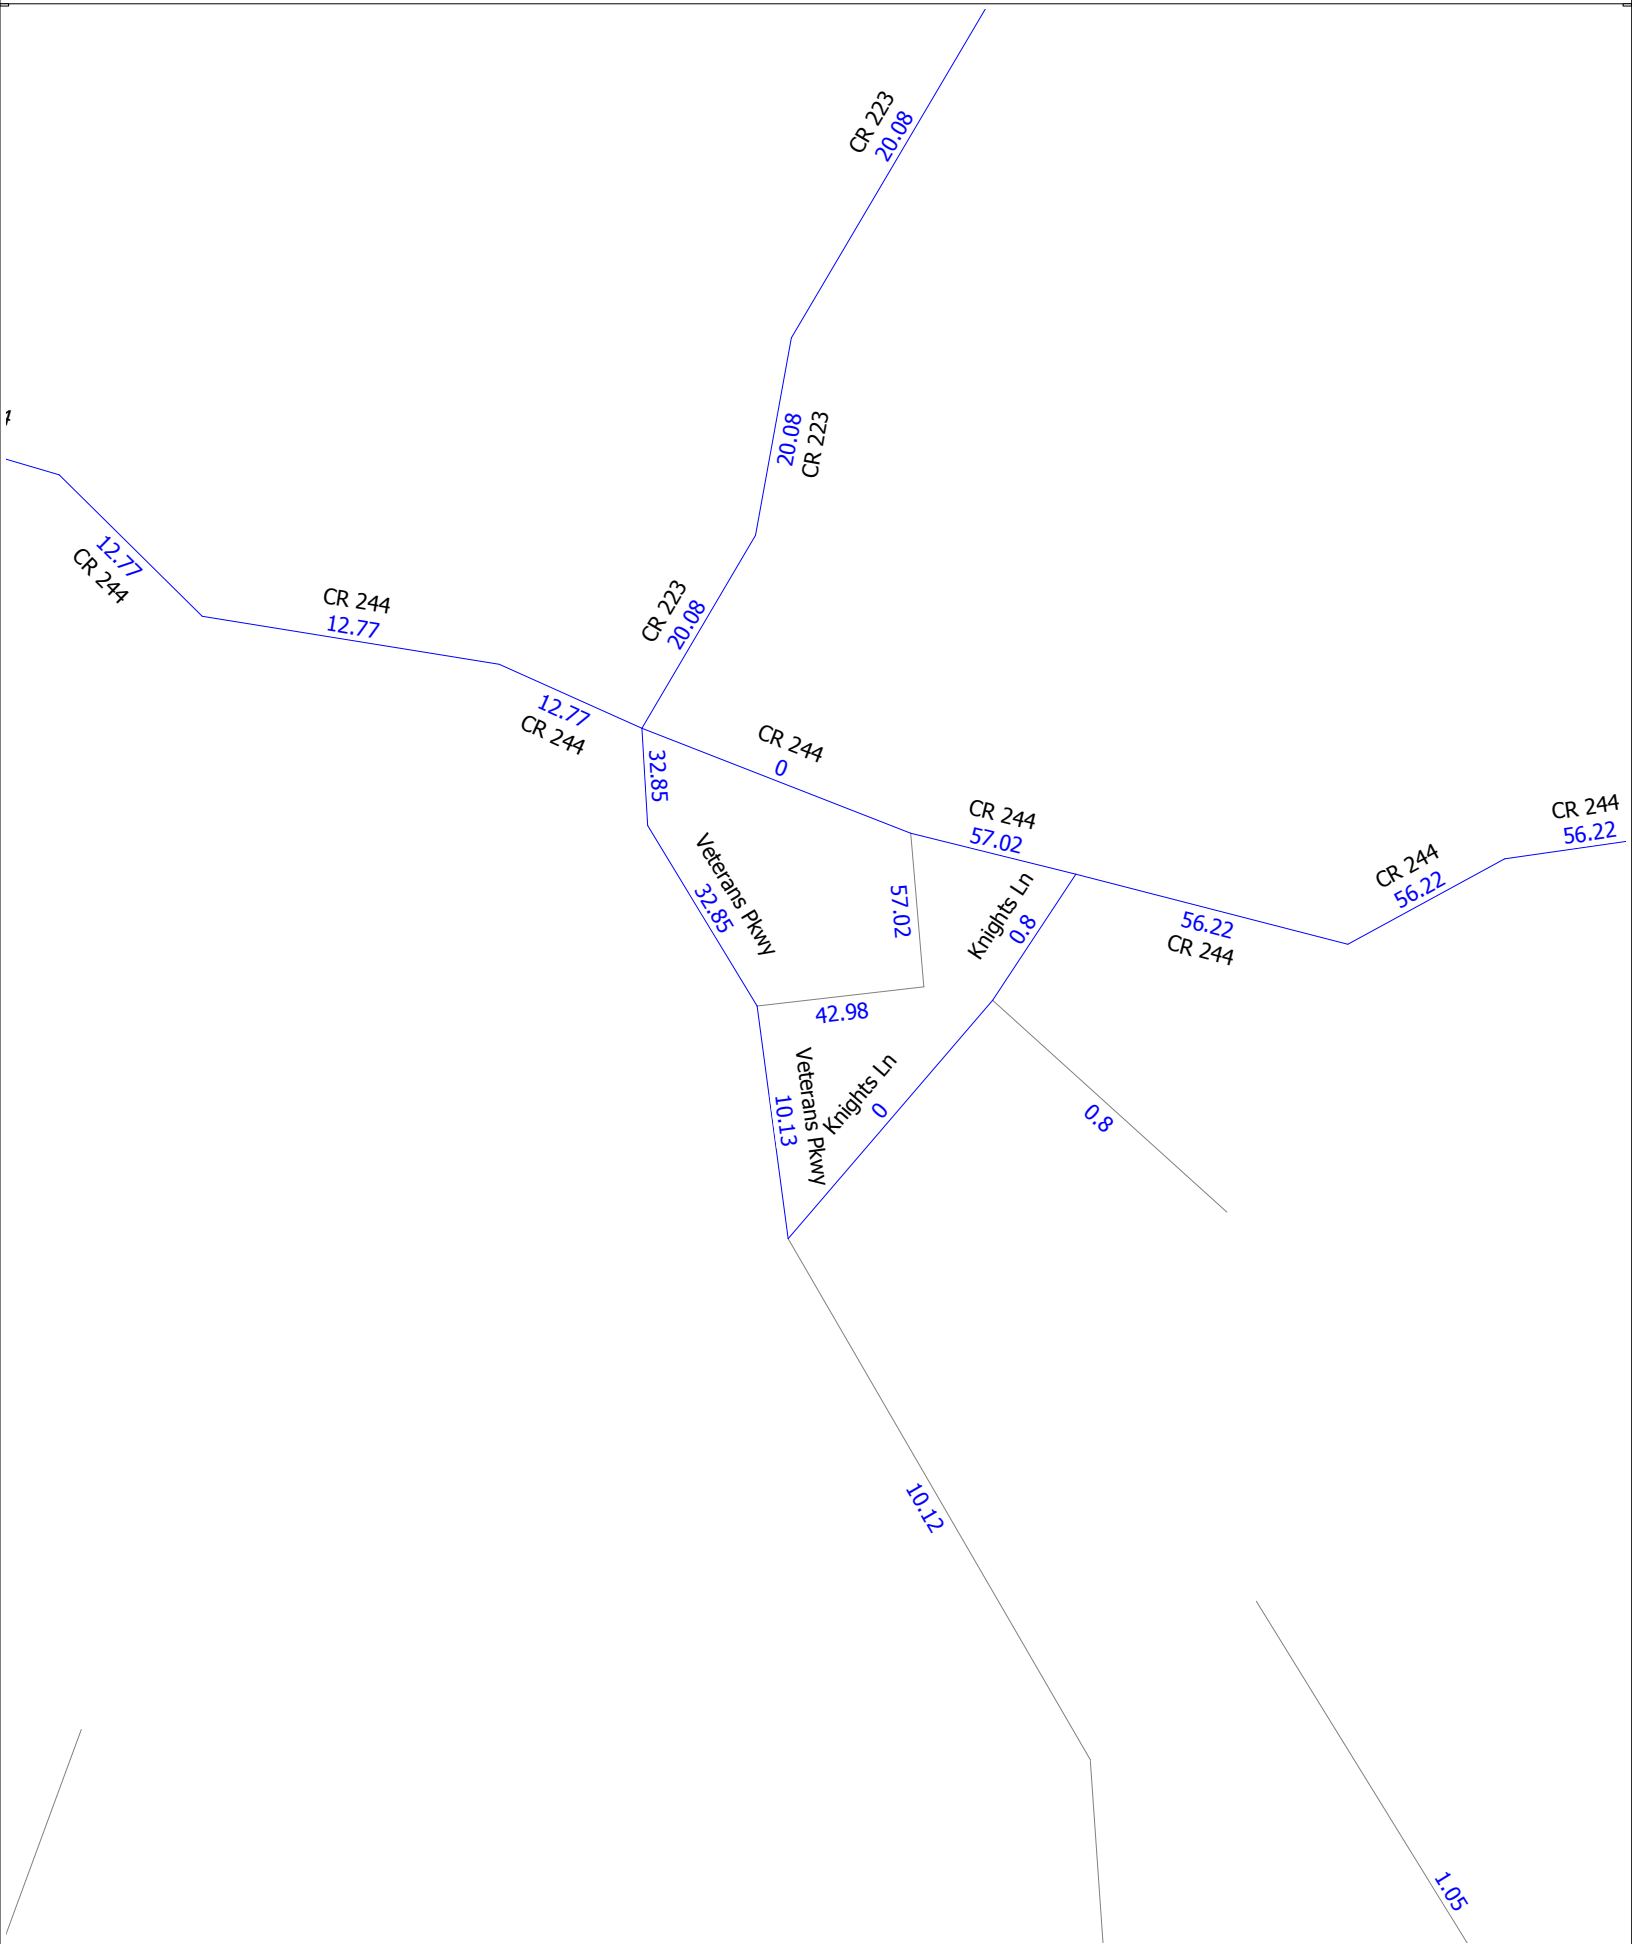 CR 223
20.08
20.08
CR 223
4
12.77
CR 244
CR 244
12.77
CR 223
20.08
12.77
CR 244
CR 244
0
32.85
CR 244
57.02
CR 244
56.22
CR 244
56.22
Veterans Pkwy
32.85
57.02
Knights Ln
0.8
56.22
CR 244
42.98
Veterans Pkwy
10.13
Knights Ln
0
0.8
10.12
1.05